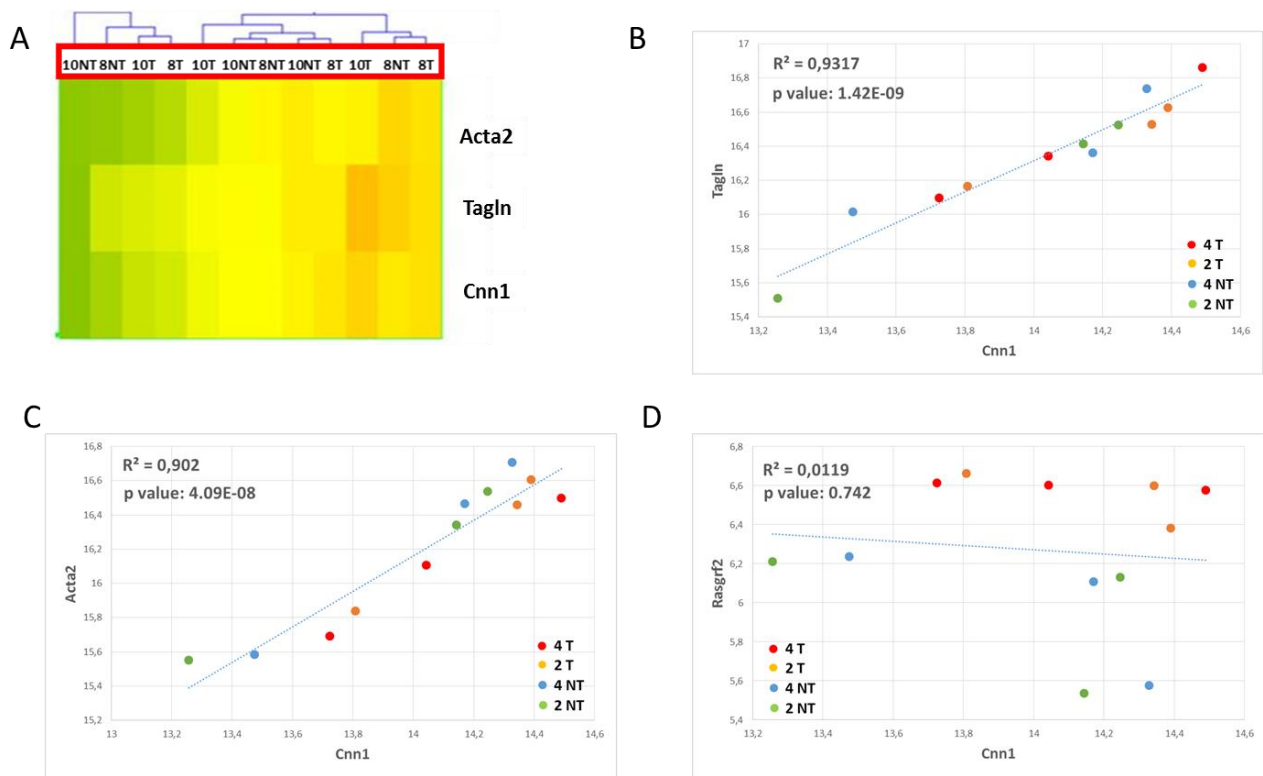 A
10NT 8NT 10T 8T 10T 10NT 8NT 10NT 8T 10T 8NT 8T
Acta2
Tagln
Cnn1
B
R² = 0,9317
p value: 1.42E-09
17
16,8
16,6
16,4
16,2
16
15,8
15,6
15,4
Tagln
13,2 13,4 13,6 13,8 14 14,2 14,4 14,6
Cnn1
4 T
2 T
4 NT
2 NT
C
R² = 0,902
p value: 4.09E-08
16,8
16,6
16,4
16,2
16
15,8
15,6
15,4
15,2
Acta2
13 13,2 13,4 13,6 13,8 14 14,2 14,4 14,6
Cnn1
4 T
2 T
4 NT
2 NT
D
R² = 0,0119
p value: 0.742
6,8
6,6
6,4
6,2
6
5,8
5,6
5,4
Rasgrf2
13,2 13,4 13,6 13,8 14 14,2 14,4 14,6
Cnn1
4 T
2 T
4 NT
2 NT